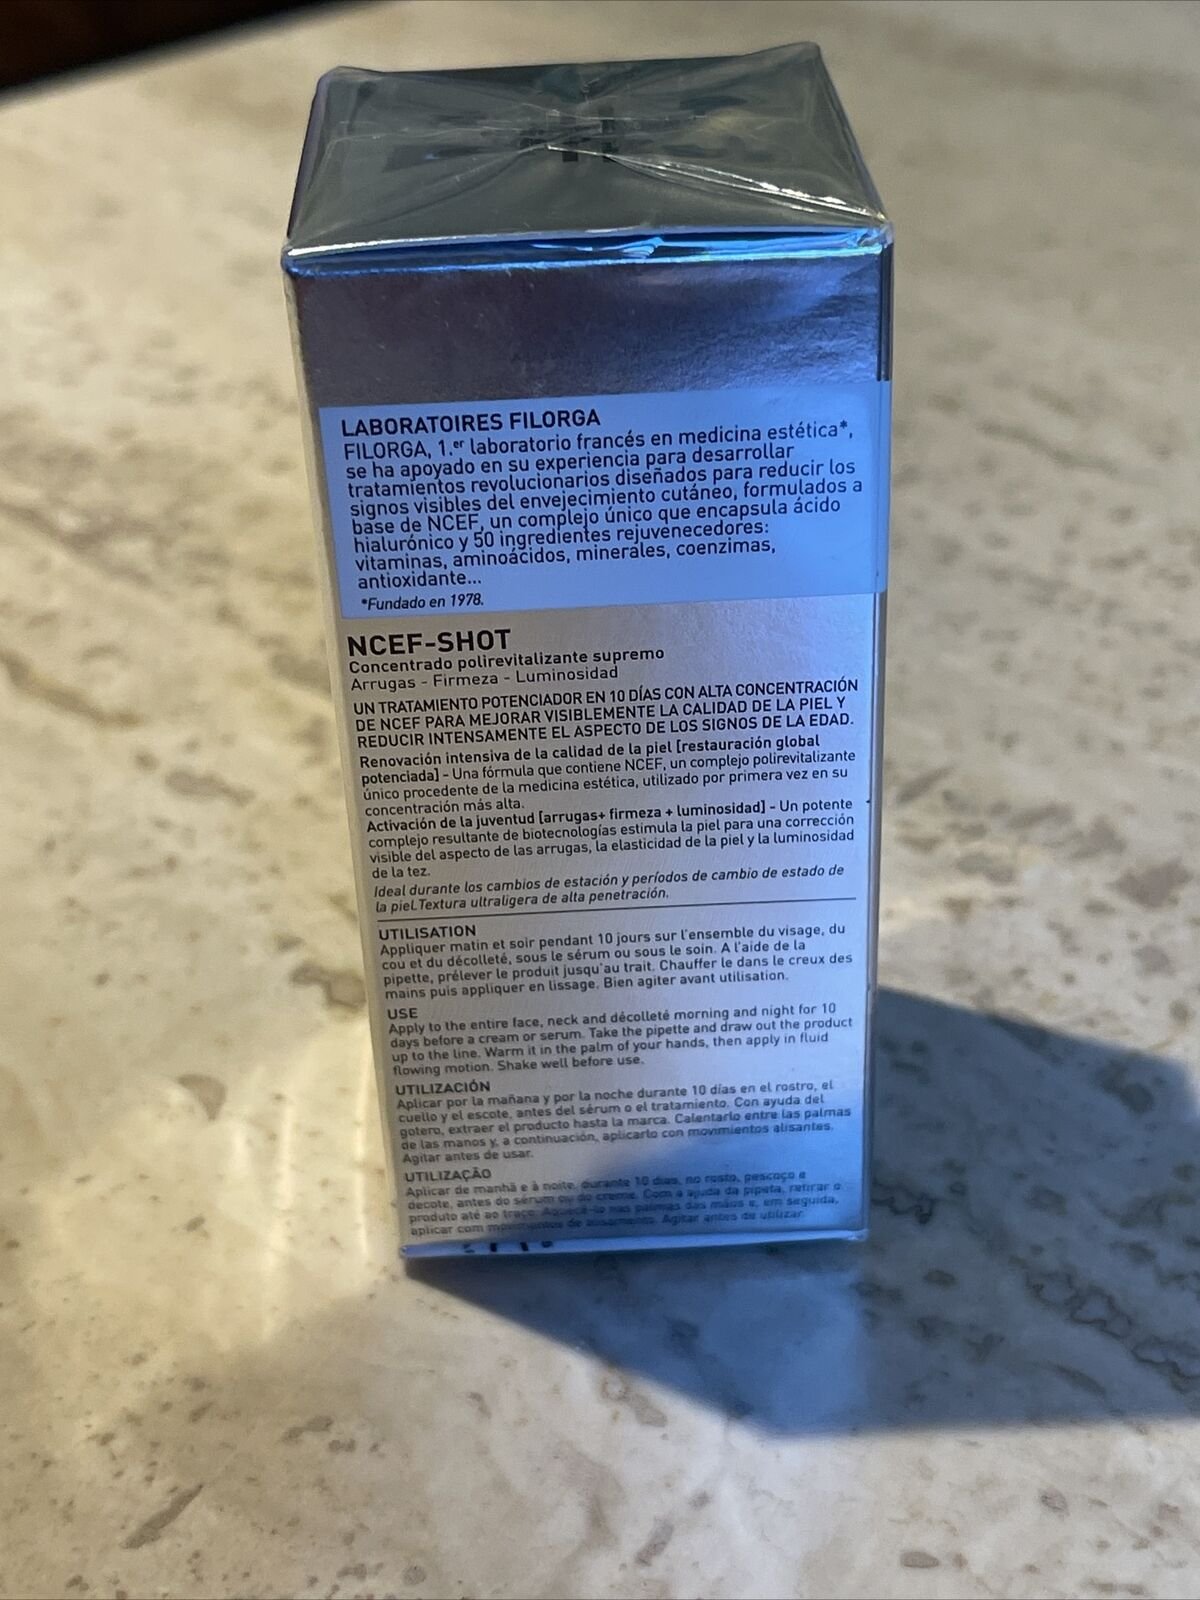 LABORATOIRES FILORGA
FILORGA, 1.er laboratorio francés en medicina estética*,
se ha apoyado en su experiencia para desarrollar
tratamientos revolucionarios diseñados para reducir los
signos visibles del envejecimiento cutáneo, formulados a
base de NCEF, un complejo único que encapsula ácido
hialurónico y 50 ingredientes rejuvenecedores:
vitaminas, aminoácidos, minerales, coenzimas,
antioxidante...
*Fundado en 1978.
NCEF-SHOT
Concentrado polirevitalizante supremo
Arrugas - Firmeza - Luminosidad
UN TRATAMIENTO POTENCIADOR EN 10 DÍAS CON ALTA CONCENTRACIÓN
DE NCEF PARA MEJORAR VISIBLEMENTE LA CALIDAD DE LA PIEL Y
REDUCIR INTENSAMENTE EL ASPECTO DE LOS SIGNOS DE LA EDAD.
Renovación intensiva de la calidad de la piel [restauración global
potenciada] - Una fórmula que contiene NCEF, un complejo polirevitalizante
único procedente de la medicina estética, utilizado por primera vez en su
concentración más alta.
Activación de la juventud [arrugas+ firmeza + luminosidad] - Un potente
complejo resultante de biotecnologías estimula la piel para una corrección
visible del aspecto de las arrugas, la elasticidad de la piel y la luminosidad
de la tez.
Ideal durante los cambios de estación y períodos de cambio de estado de
la piel.Textura ultraligera de alta penetración.
UTILISATION
Appliquer matin et soir pendant 10 jours sur l'ensemble du visage, du
cou et du décolleté, sous le sérum ou sous le soin. A l'aide de la
pipette, prélever le produit jusqu'au trait. Chauffer le dans le creux des
mains puis appliquer en lissage. Bien agiter avant utilisation.
USE
Apply to the entire face, neck and décolleté morning and night for 10
days before a cream or serum. Take the pipette and draw out the product
up to the line. Warm it in the palm of your hands, then apply in fluid
flowing motion. Shake well before use.
UTILIZACIÓN
Aplicar por la mañana y por la noche durante 10 días en el rostro, el
cuello y el escote, antes del sérum o el tratamiento. Con ayuda del
gotero, extraer el producto hasta la marca. Calentarlo entre las palmas
de las manos y, a continuación, aplicarlo con movimientos alisantes.
Agitar antes de usar.
UTILIZAÇÃO
Aplicar de manhã e à noite, durante 10 dias, no rosto, pescoço e
decote, antes do sérum ou do creme. Com a ajuda da pipeta, retirar o
produto até ao traço. Aquecê-lo nas palmas das mãos e, em seguida,
aplicar com movimentos de alisamento. Agitar antes de utilizar.